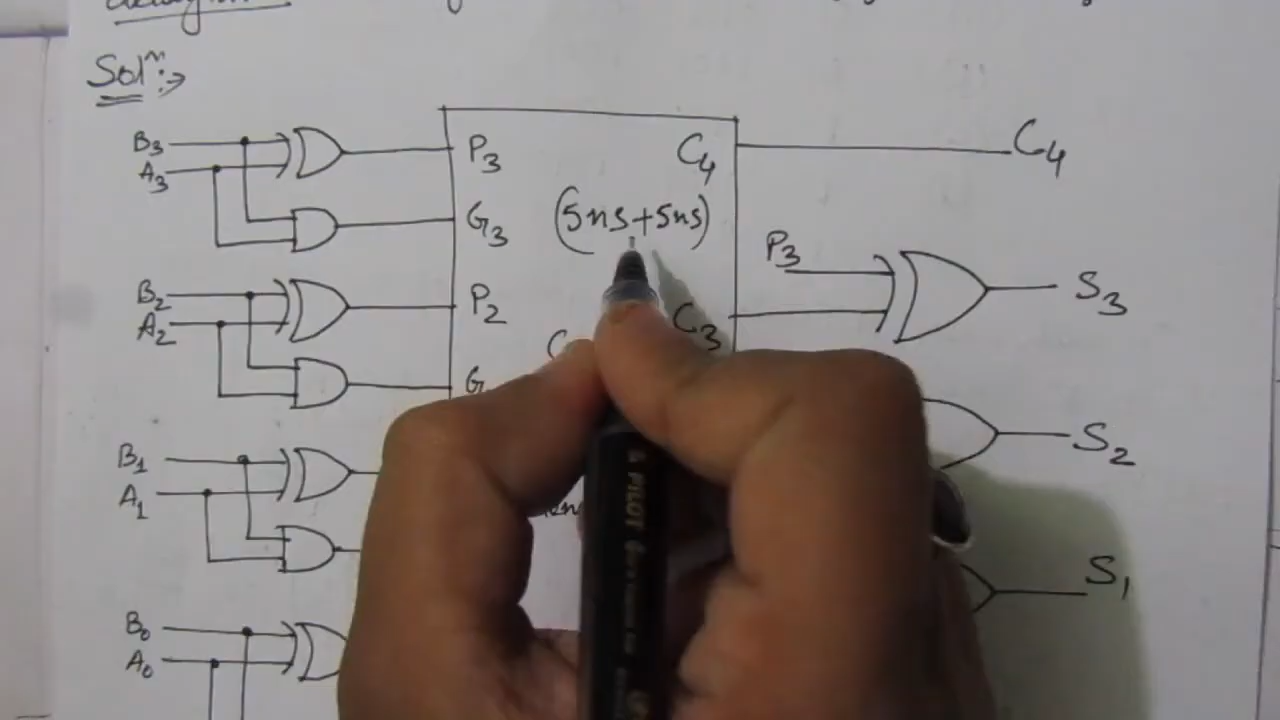 Solⁿ:→
B3
A3
P3
G3
C4
C4
(5ns+5ns)
P3
S3
B2
A2
P2
C3
G
S2
B1
A1
S1
B0
A0
PILOT